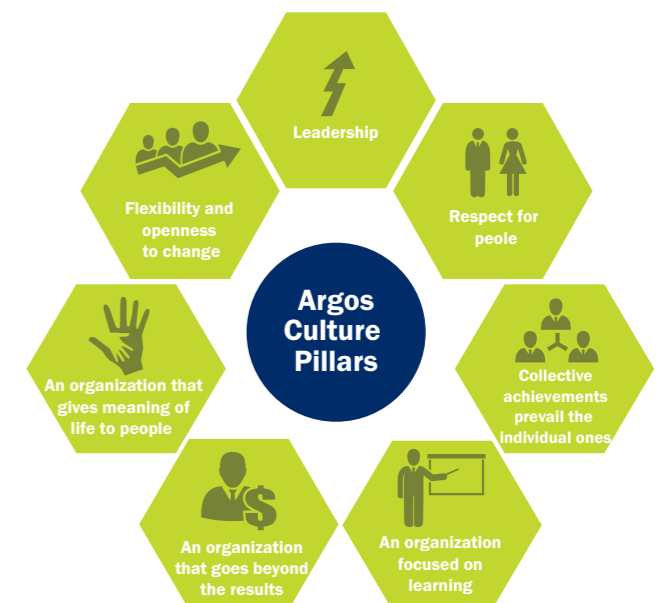 Leadership
Respect for
peole
Collective
achievements
prevail the
individual ones
An organization
focused on
learning
An organization
that goes beyond
the results
An organization that
gives meaning of
life to people
Flexibility and
openness
to change
Argos
Culture
Pillars
$